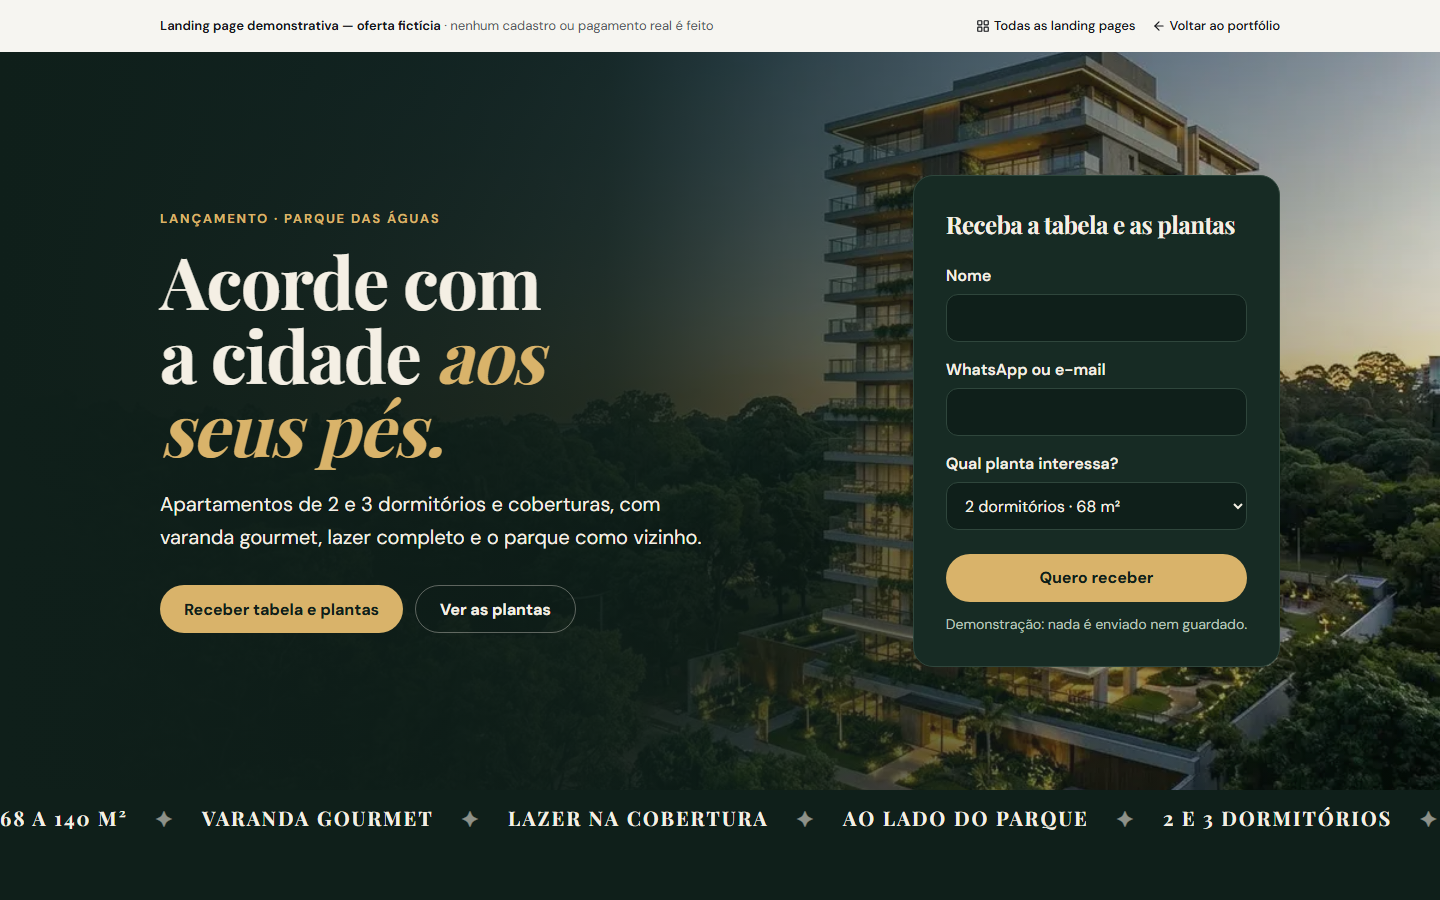 Landing page demonstrativa — oferta fictícia · nenhum cadastro ou pagamento real é feito
Todas as landing pages
Voltar ao portfólio
LANÇAMENTO · PARQUE DAS ÁGUAS
Acorde com
a cidade aos
seus pés.
Apartamentos de 2 e 3 dormitórios e coberturas, com
varanda gourmet, lazer completo e o parque como vizinho.
Receber tabela e plantas
Ver as plantas
Receba a tabela e as plantas
Nome
WhatsApp ou e-mail
Qual planta interessa?
2 dormitórios · 68 m²
Quero receber
Demonstração: nada é enviado nem guardado.
68 A 140 M² ✦ VARANDA GOURMET ✦ LAZER NA COBERTURA ✦ AO LADO DO PARQUE ✦ 2 E 3 DORMITÓRIOS ✦